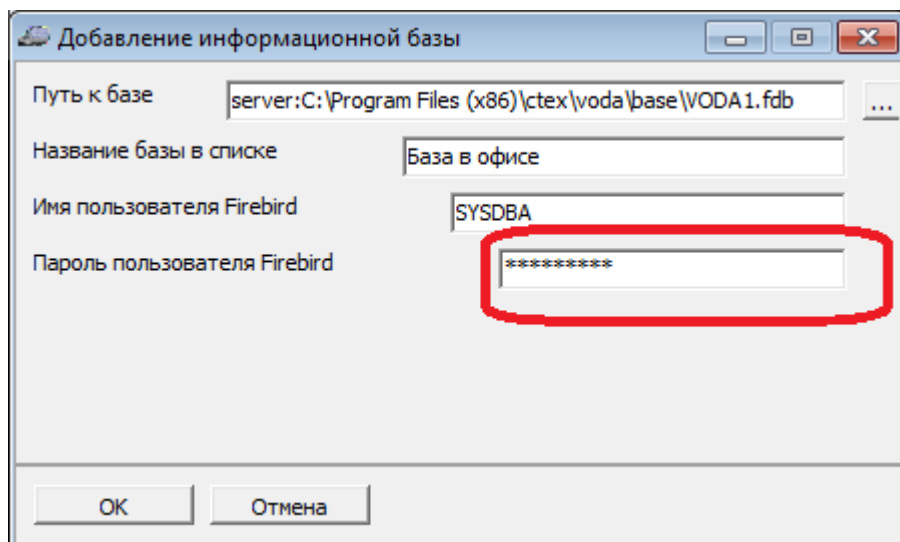 Добавление информационной базы
Путь к базе server:C:\Program Files (x86)\ctex\voda\base\VODA1.fdb ...
Название базы в списке База в офисе
Имя пользователя Firebird SYSDBA
Пароль пользователя Firebird *********
OK Отмена